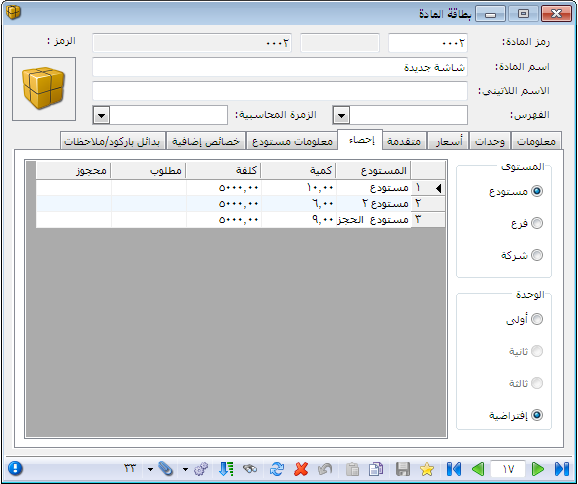 بطاقة المادة
رمز المادة: ٠٠٠٢ ٠٠٠٢ الرمز :
اسم المادة: شاشة جديدة
الاسم اللاتيني:
الفهرس: الزمرة المحاسبية:
معلومات وحدات أسعار متقدمة إحصاء معلومات مستودع خصائص إضافية بدائل باركود/ملاحظات
المستوى
مستودع
فرع
شركة
الوحدة
أولى
ثانية
ثالثة
إفتراضية
المستودع كمية كلفة مطلوب محجوز
١ مستودع ١٠,٠٠ ٥٠٠٠,٠٠
٢ مستودع ٢ ٦,٠٠ ٥٠٠٠,٠٠
٣ مستودع الحجز ٩,٠٠ ٥٠٠٠,٠٠
١٧ ٣٣